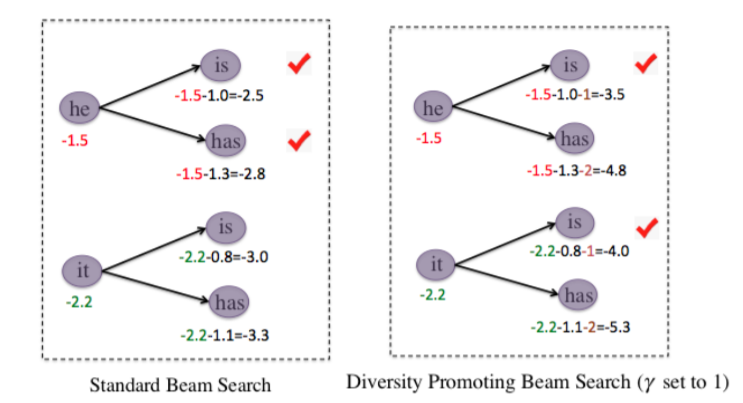 is
-1.5-1.0=-2.5
he
-1.5
has
-1.5-1.3=-2.8
is
-2.2-0.8=-3.0
it
-2.2
has
-2.2-1.1=-3.3
Standard Beam Search
is
-1.5-1.0-1=-3.5
he
-1.5
has
-1.5-1.3-2=-4.8
is
-2.2-0.8-1=-4.0
it
-2.2
has
-2.2-1.1-2=-5.3
Diversity Promoting Beam Search (γ set to 1)